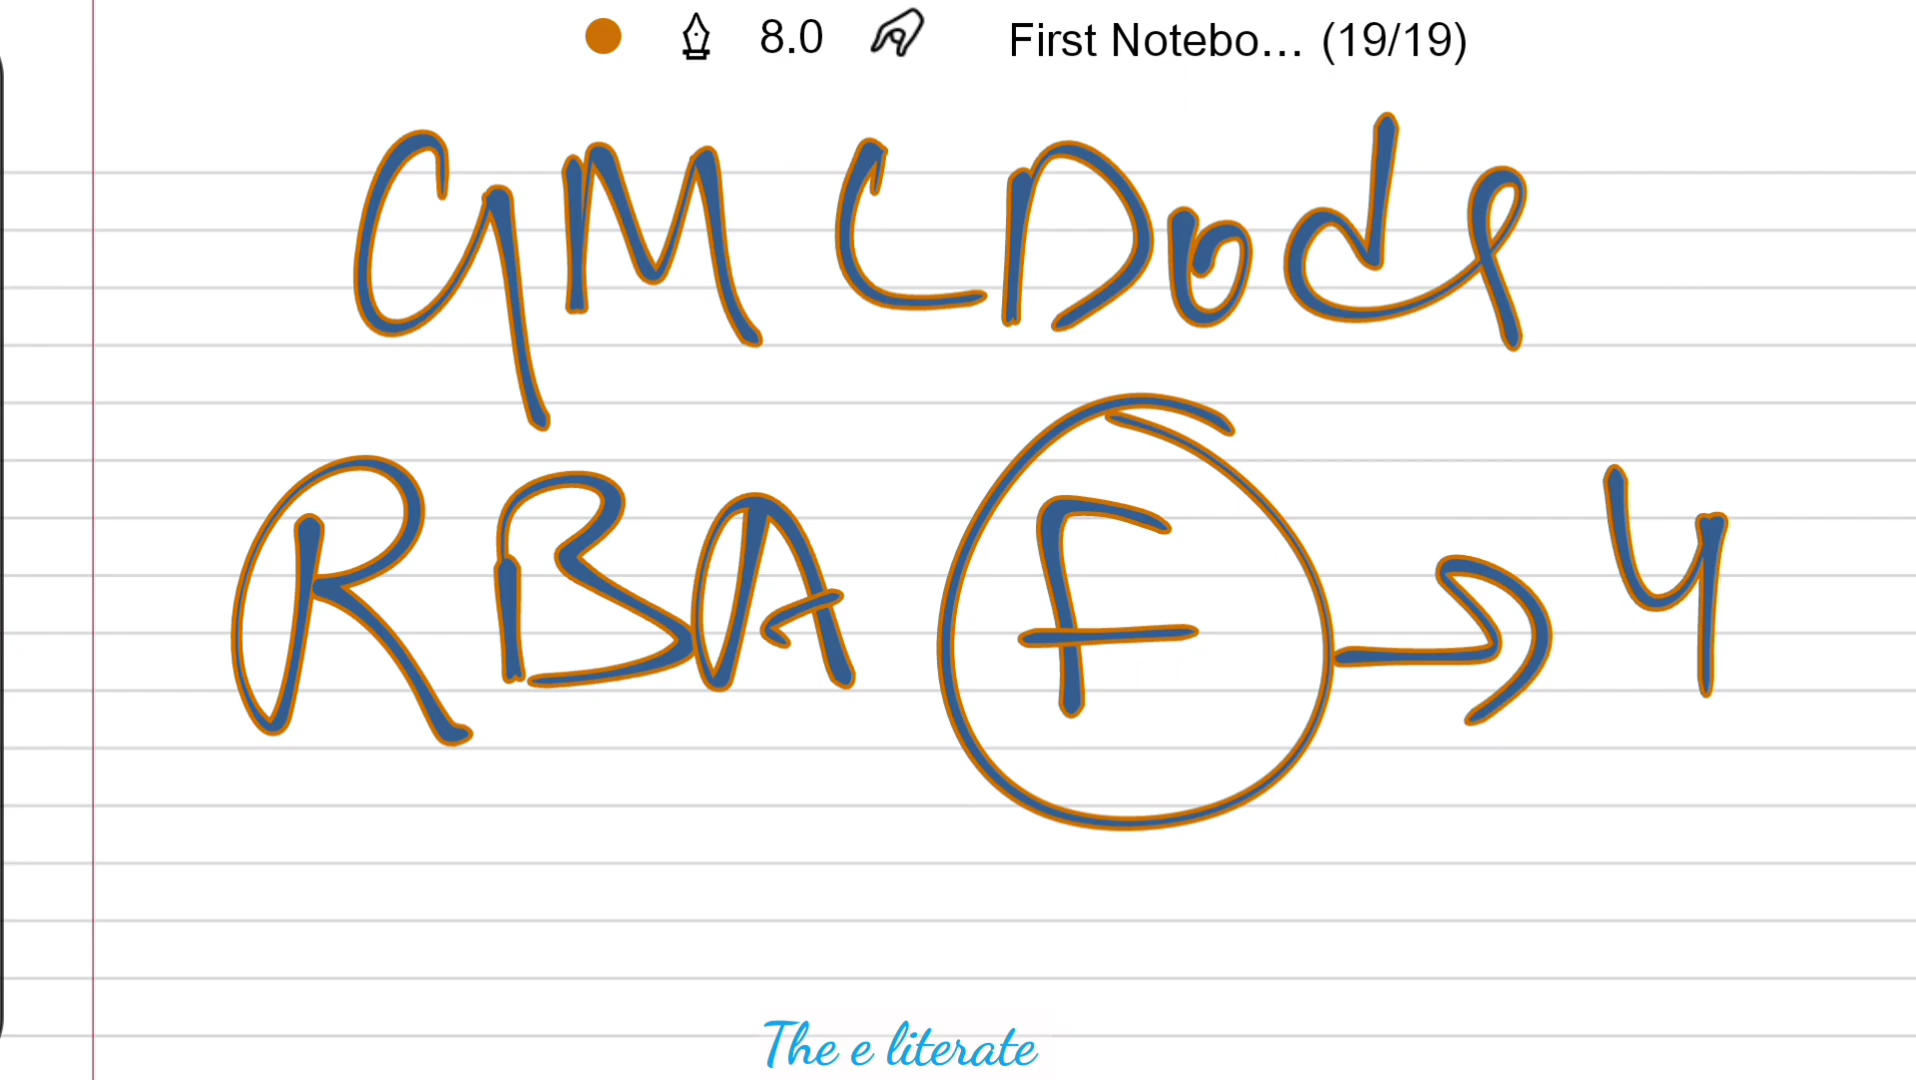 8.0 First Notebo... (19/19)
GM CDode
RBA F → 4
The e literate